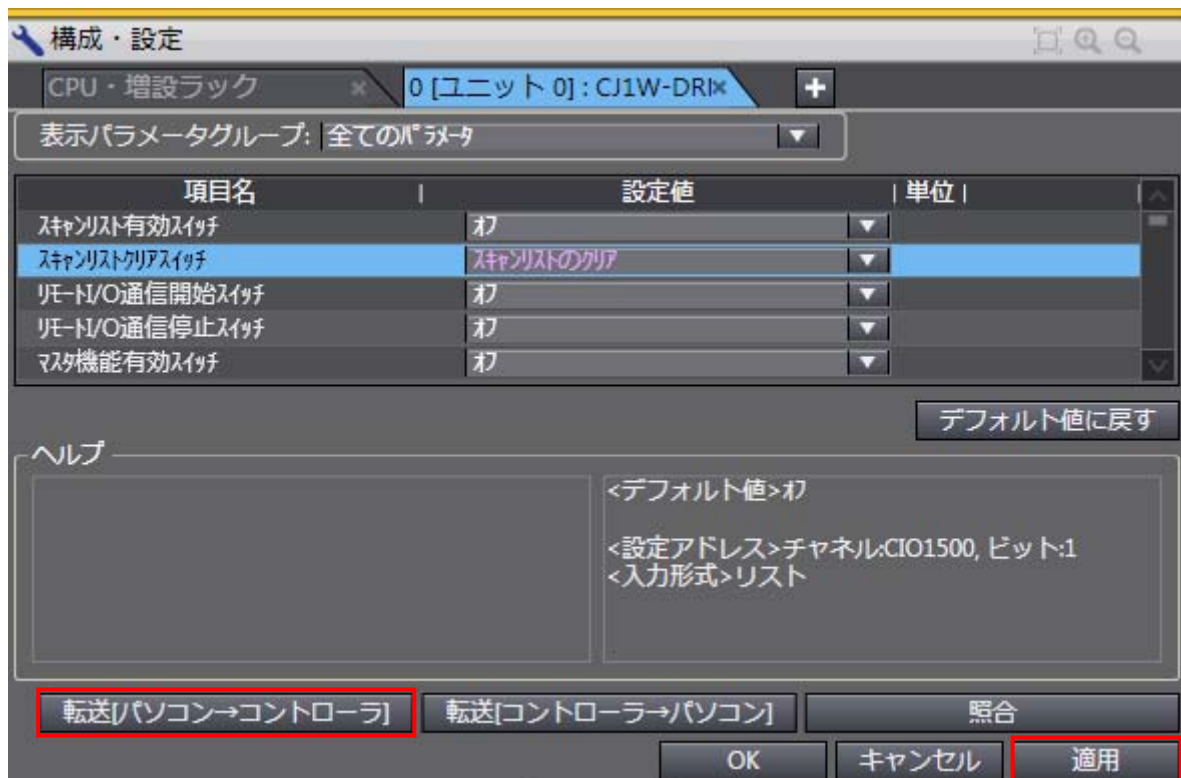 構成・設定
CPU・増設ラック × 0 [ユニット 0] : CJ1W-DRM × +
表示パラメータグループ: 全てのﾊﾟﾗﾒｰﾀ
項目名 設定値 単位
ｽｷｬﾝﾘｽﾄ有効ｽｲｯﾁ ｵﾌ
ｽｷｬﾝﾘｽﾄｸﾘｱｽｲｯﾁ ｽｷｬﾝﾘｽﾄのｸﾘｱ
ﾘﾓｰﾄI/O通信開始ｽｲｯﾁ ｵﾌ
ﾘﾓｰﾄI/O通信停止ｽｲｯﾁ ｵﾌ
ﾏｽﾀ機能有効ｽｲｯﾁ ｵﾌ
デフォルト値に戻す
ヘルプ
<デフォルト値>ｵﾌ
<設定アドレス>チャネル:CIO1500, ビット:1
<入力形式>リスト
転送[パソコン→コントローラ] 転送[コントローラ→パソコン] 照合
OK キャンセル 適用